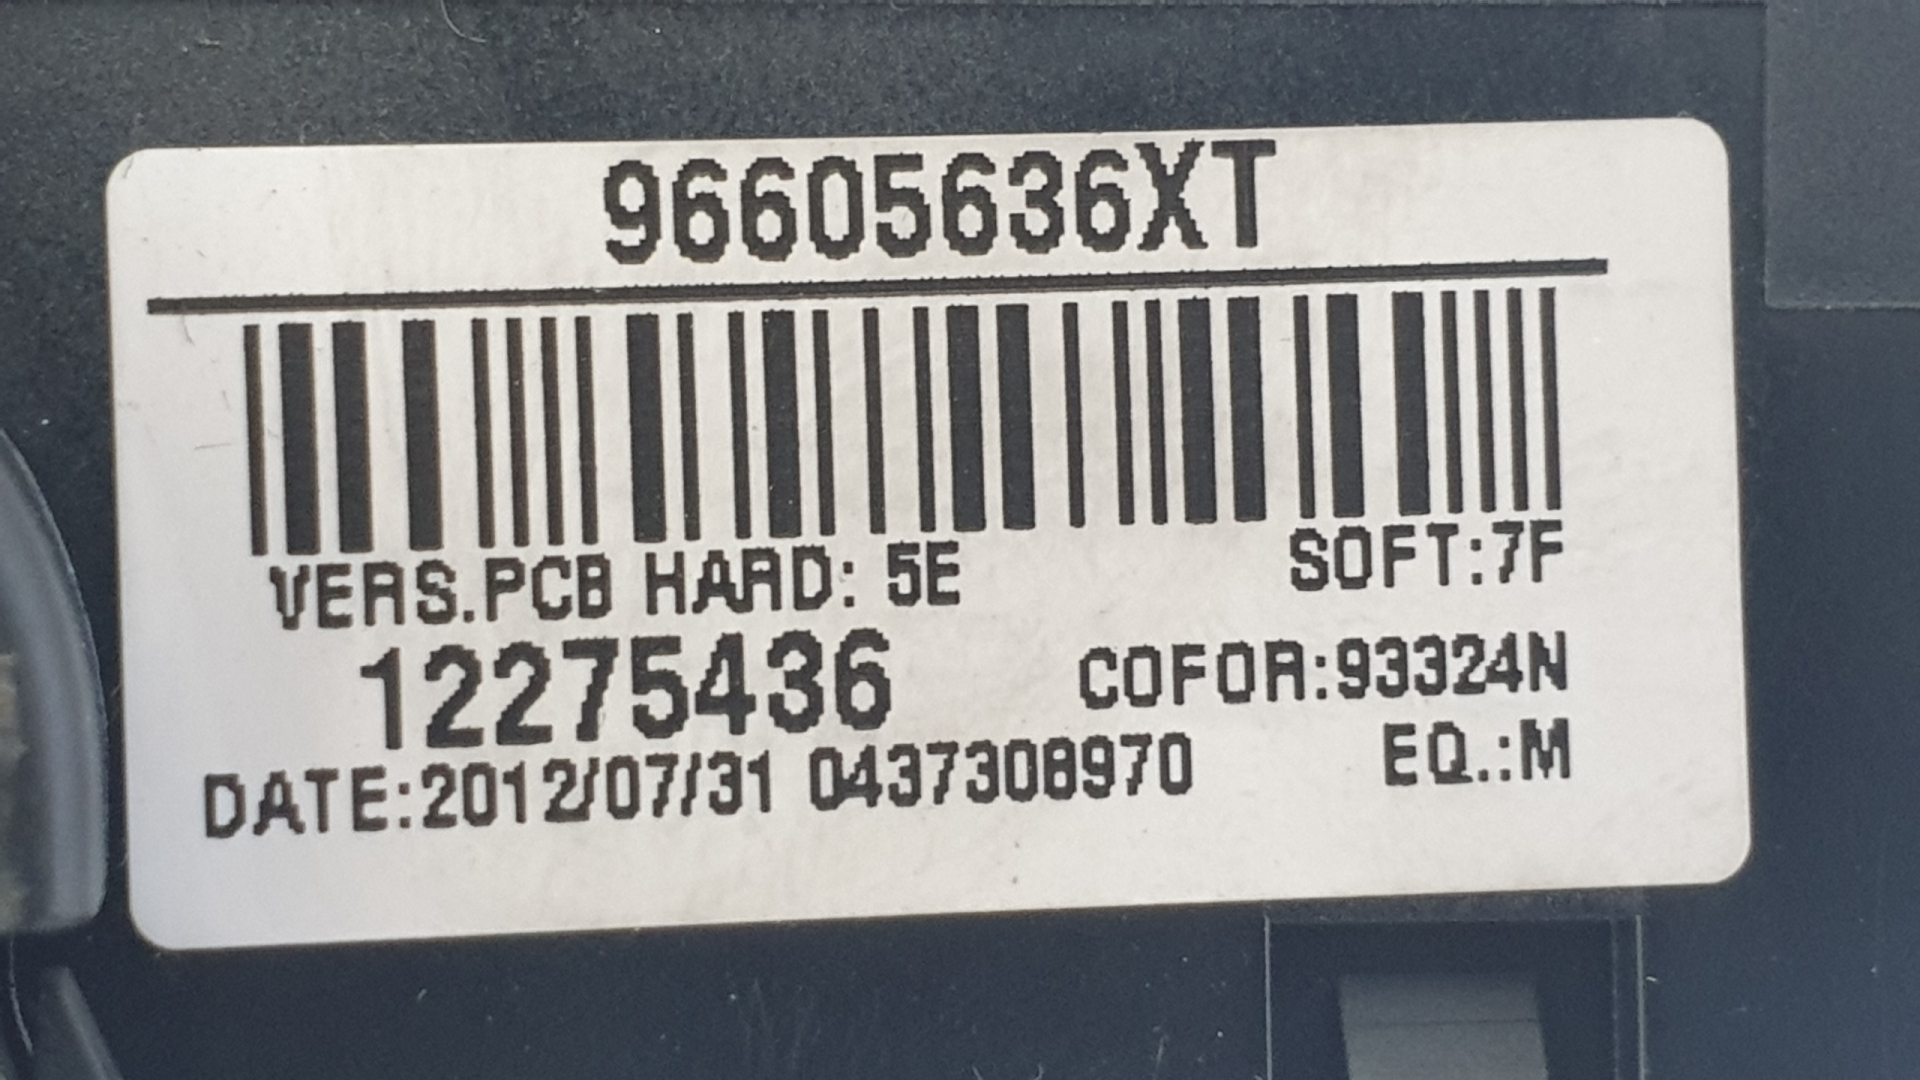 96605636XT
VERS.PCB HARD: 5E SOFT:7F
12275436 COFOR:93324N
DATE:2012/07/31 0437308970 EQ.:M